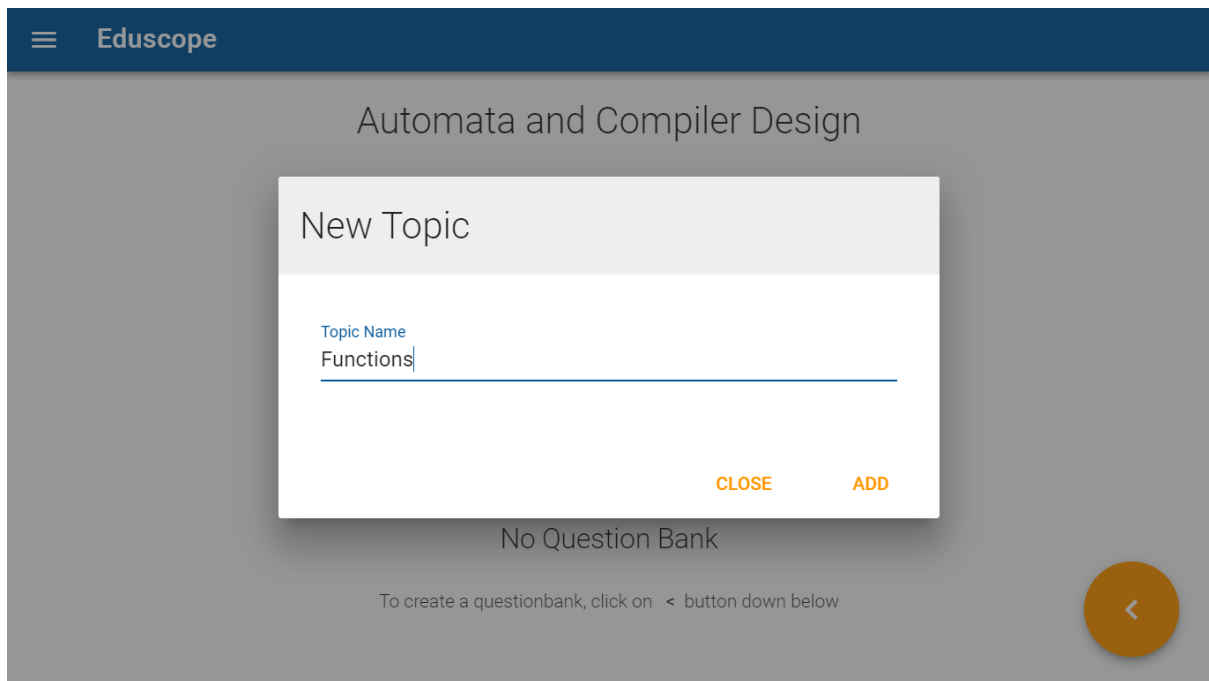 Eduscope
Automata and Compiler Design
New Topic
Topic Name
Functions
CLOSE ADD
No Question Bank
To create a questionbank, click on < button down below